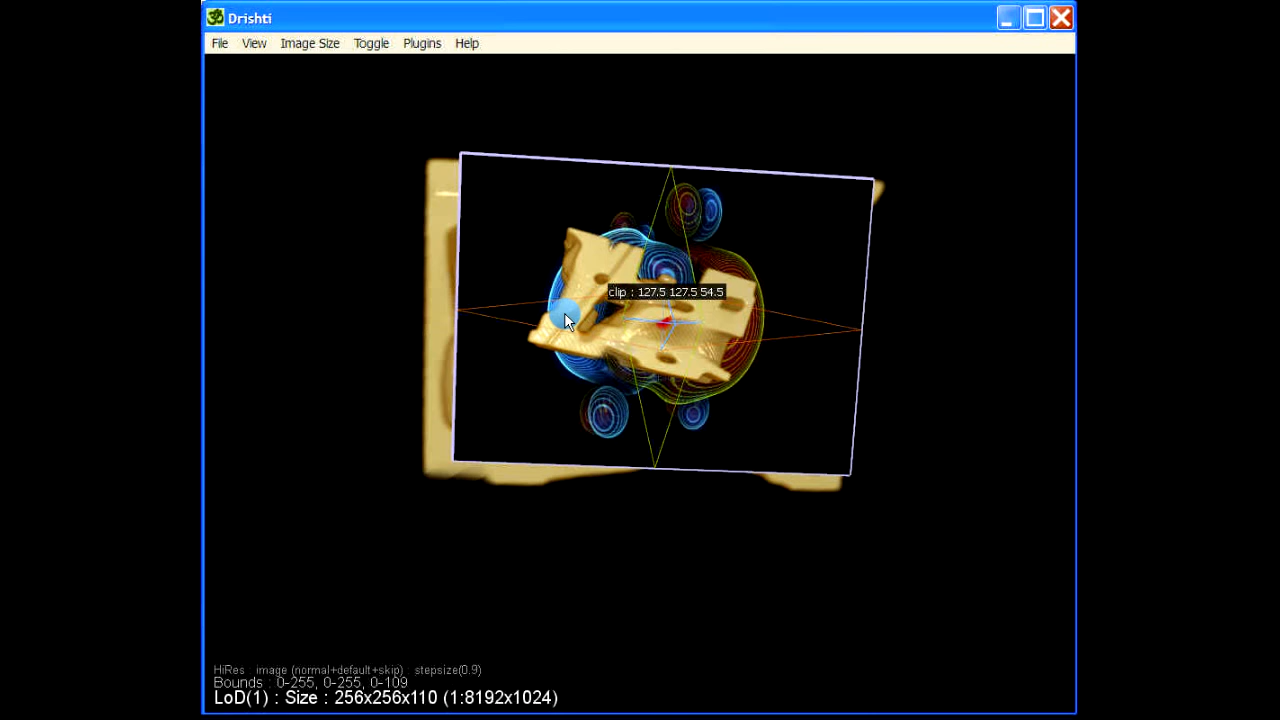 Drishti
File View Image Size Toggle Plugins Help
clip : 127.5 127.5 54.5
HiRes image (normal+default+skip) : stepsize(0.9)
Bounds : 0-255, 0-255, 0-109
LoD(1) : Size : 256x256x110 (1:8192x1024)